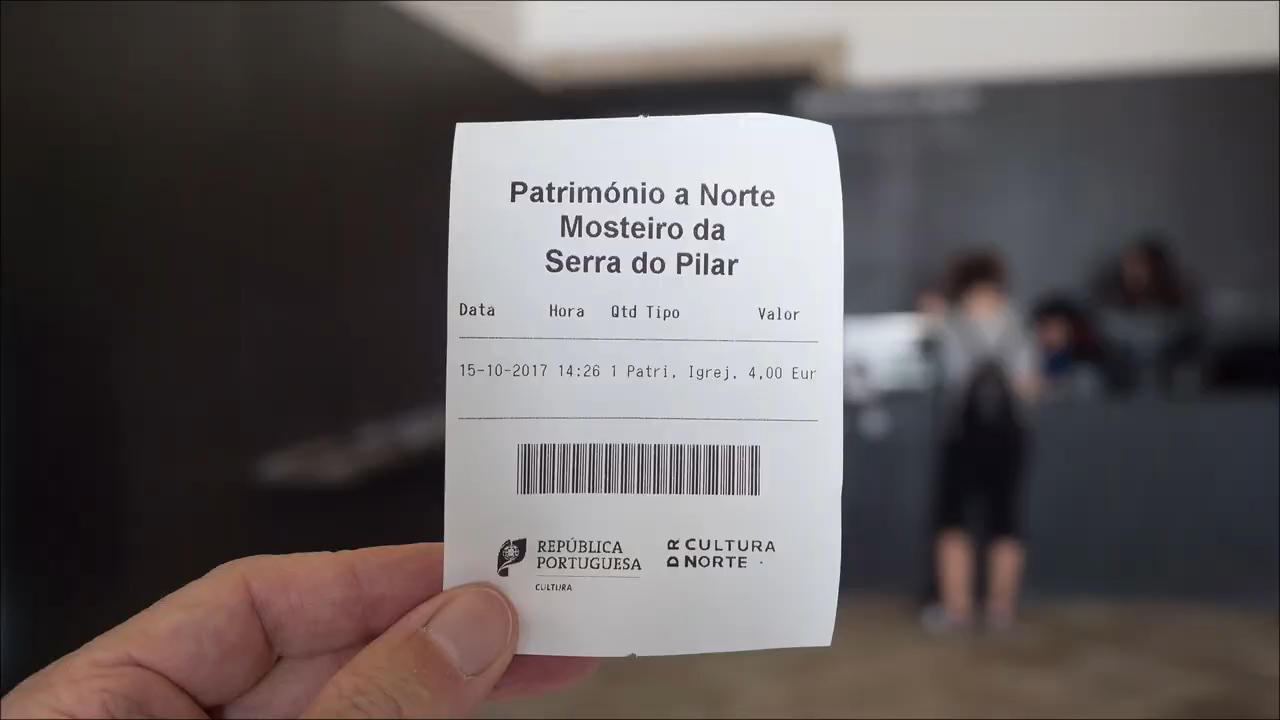 Património a Norte
Mosteiro da
Serra do Pilar
Data Hora Qtd Tipo Valor
15-10-2017 14:26 1 Patri. Igrej. 4,00 Eur
REPÚBLICA
PORTUGUESA
CULTURA
DR CULTURA
NORTE